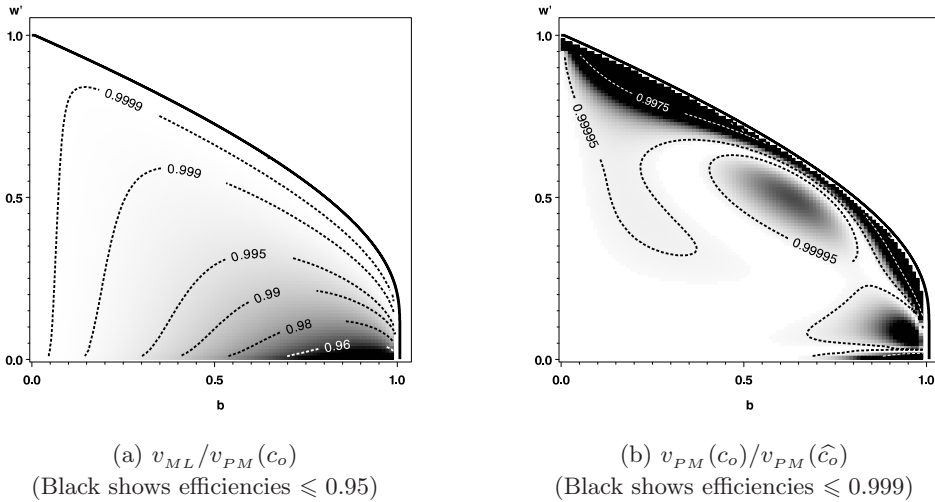 w'
1.0
0.5
0.0
0.0
0.5
1.0
b
0.9999
0.999
0.995
0.99
0.98
0.96
(a) v_ML/v_PM(c_o)
(Black shows efficiencies ⩽ 0.95)
w'
1.0
0.5
0.0
0.0
0.5
1.0
b
0.9975
0.99995
0.99995
(b) v_PM(c_o)/v_PM(ĉ_o)
(Black shows efficiencies ⩽ 0.999)